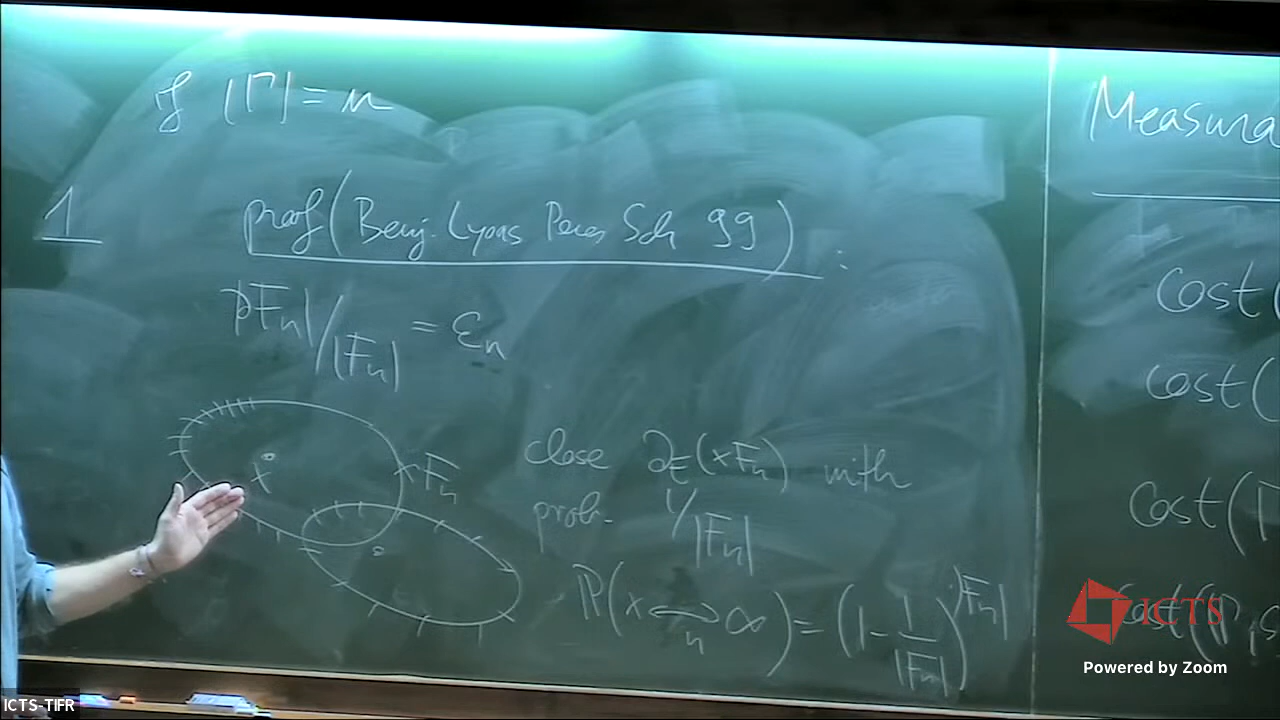 if |Γ| = n
1 proof (Benj. Lyons Peres Sch 99) :
|∂Fn| / |Fn| = εn
x Fn
close ∂E(xFn) with
prob. 1/|Fn|
P(x ⟷n ∞) = (1 - 1/|Fn|)^|Fn|
Measura
cost(
cost(
cost(Γ
cost(Γ, s
ICTS
Powered by Zoom
ICTS-TIFR